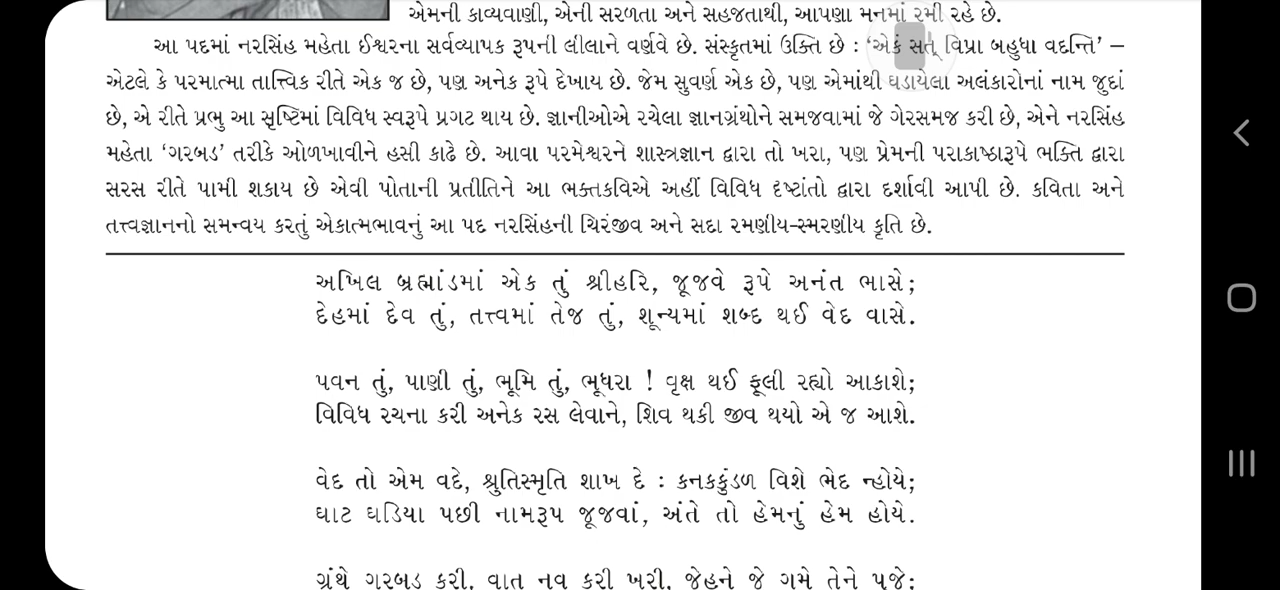 એમની કાવ્યવાણી, એની સરળતા અને સહજતાથી, આપણા મનમાં રમી રહે છે.
આ પદમાં નરસિંહ મહેતા ઈશ્વરના સર્વવ્યાપક રૂપની લીલાને વર્ણવે છે. સંસ્કૃતમાં ઉક્તિ છે : ‘એકં સત્ વિપ્રા બહુધા વદન્તિ’ –
એટલે કે પરમાત્મા તાત્ત્વિક રીતે એક જ છે, પણ અનેક રૂપે દેખાય છે. જેમ સુવર્ણ એક છે, પણ એમાંથી ઘડાયેલા અલંકારોનાં નામ જુદાં
છે, એ રીતે પ્રભુ આ સૃષ્ટિમાં વિવિધ સ્વરૂપે પ્રગટ થાય છે. જ્ઞાનીઓએ રચેલા જ્ઞાનગ્રંથોને સમજવામાં જે ગેરસમજ કરી છે, એને નરસિંહ
મહેતા ‘ગરબડ’ તરીકે ઓળખાવીને હસી કાઢે છે. આવા પરમેશ્વરને શાસ્ત્રજ્ઞાન દ્વારા તો ખરા, પણ પ્રેમની પરાકાષ્ઠારૂપે ભક્તિ દ્વારા
સરસ રીતે પામી શકાય છે એવી પોતાની પ્રતીતિને આ ભક્તકવિએ અહીં વિવિધ દૃષ્ટાંતો દ્વારા દર્શાવી આપી છે. કવિતા અને
તત્ત્વજ્ઞાનનો સમન્વય કરતું એકાત્મભાવનું આ પદ નરસિંહની ચિરંજીવ અને સદા રમણીય-સ્મરણીય કૃતિ છે.
અખિલ બ્રહ્માંડમાં એક તું શ્રીહરિ, જૂજવે રૂપે અનંત ભાસે;
દેહમાં દેવ તું, તત્ત્વમાં તેજ તું, શૂન્યમાં શબ્દ થઈ વેદ વાસે.
પવન તું, પાણી તું, ભૂમિ તું, ભૂધરા ! વૃક્ષ થઈ ફૂલી રહ્યો આકાશે;
વિવિધ રચના કરી અનેક રસ લેવાને, શિવ થકી જીવ થયો એ જ આશે.
વેદ તો એમ વદે, શ્રુતિસ્મૃતિ શાખ દે : કનકકુંડળ વિશે ભેદ ન્હોયે;
ઘાટ ઘડિયા પછી નામરૂપ જૂજવાં, અંતે તો હેમનું હેમ હોયે.
ગ્રંથે ગરબડ કરી, વાત નવ કરી ખરી, જેહને જે ગમે તેને પૂજે;